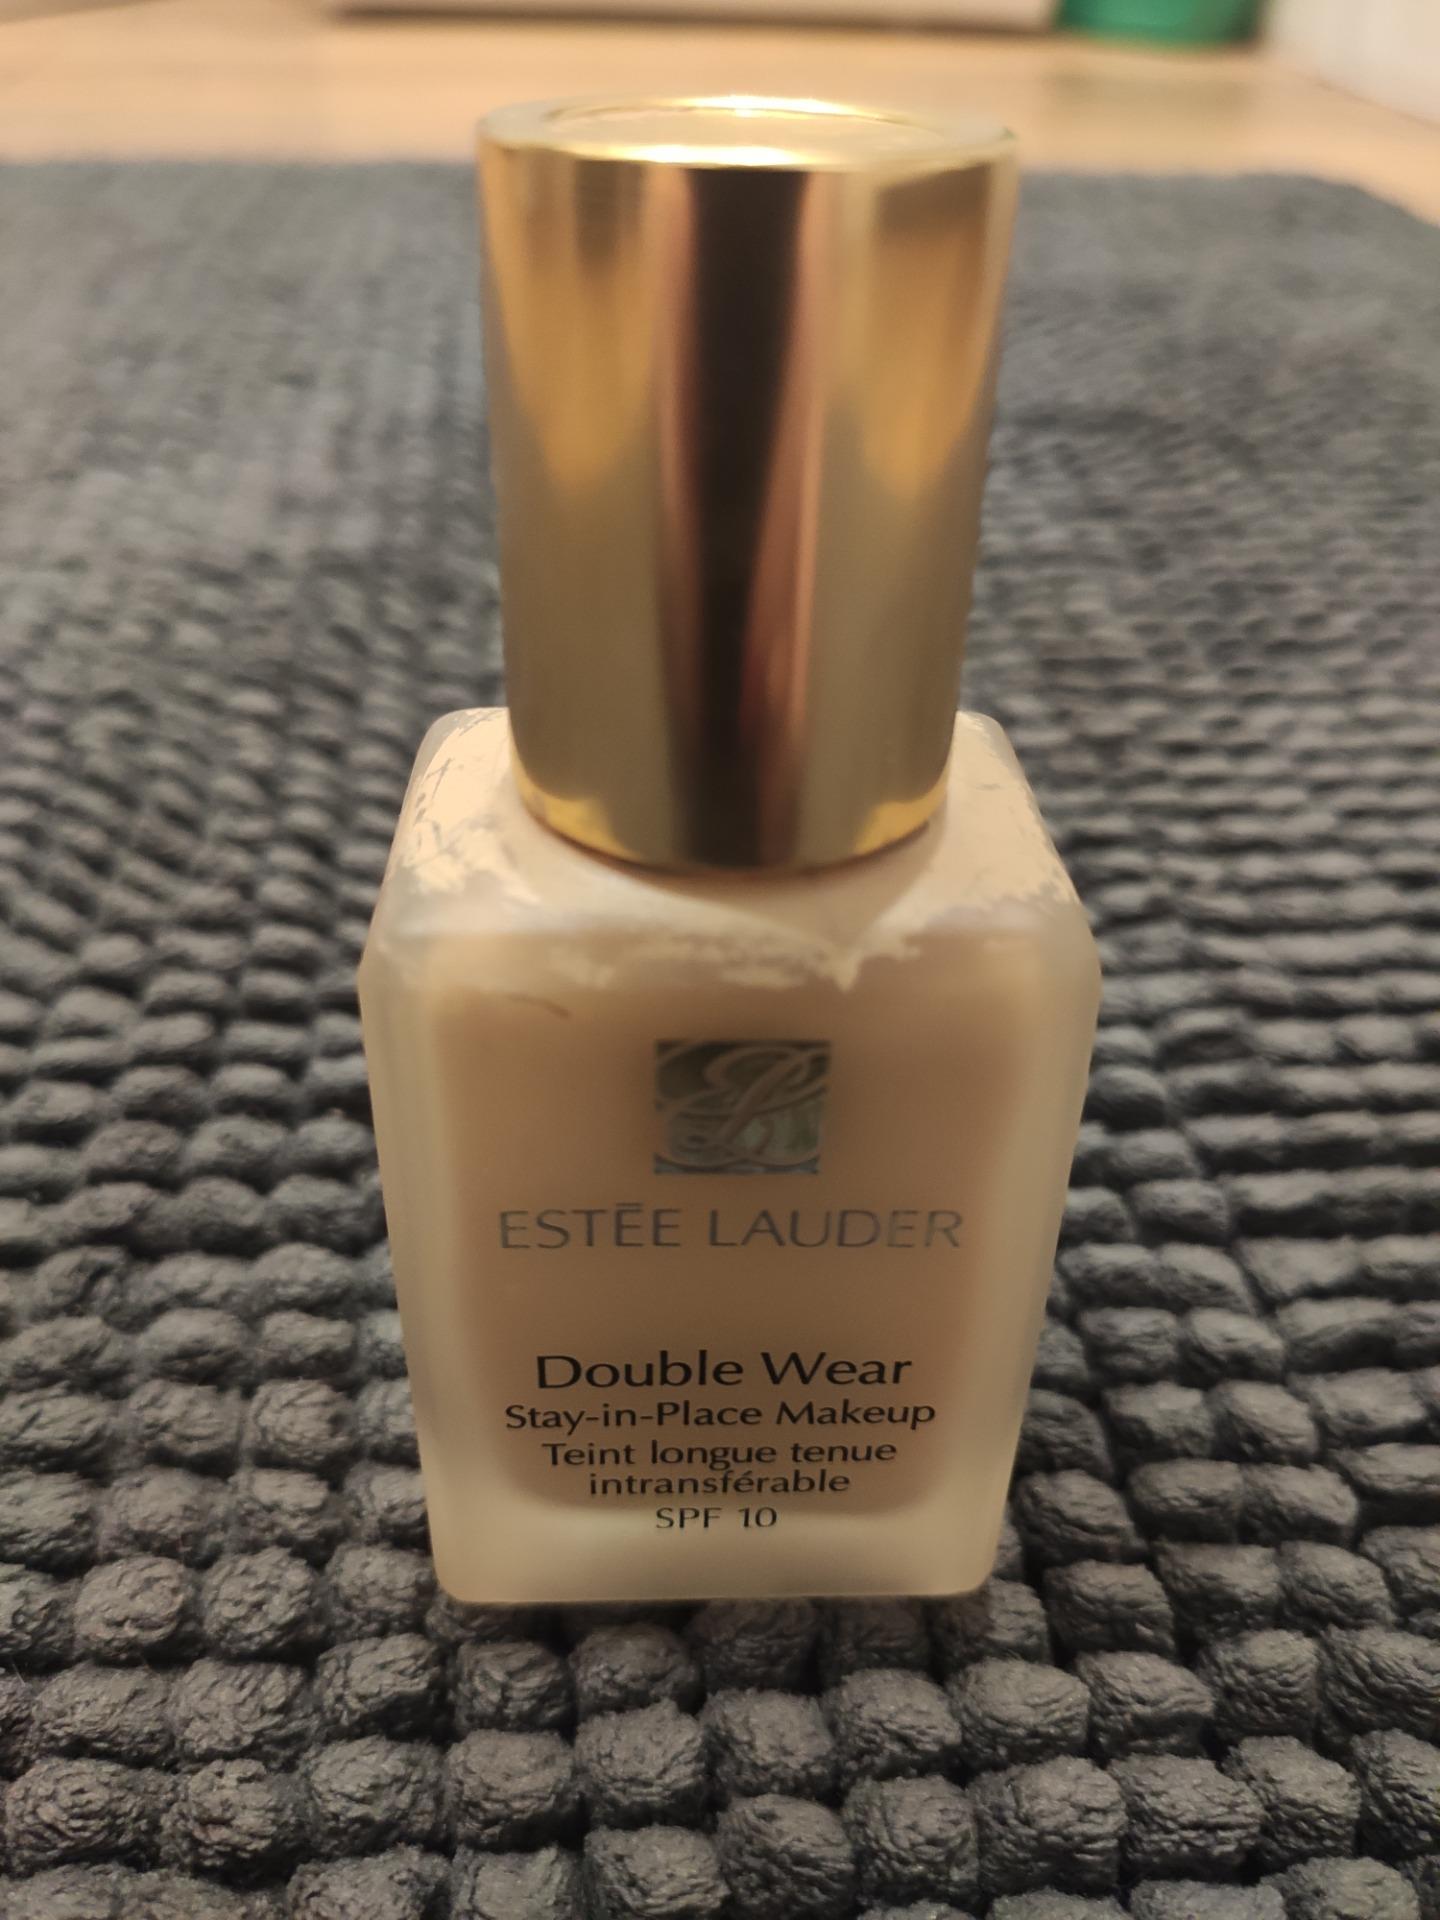 ESTĒE LAUDER
Double Wear
Stay-in-Place Makeup
Teint longue tenue
intransférable
SPF 10